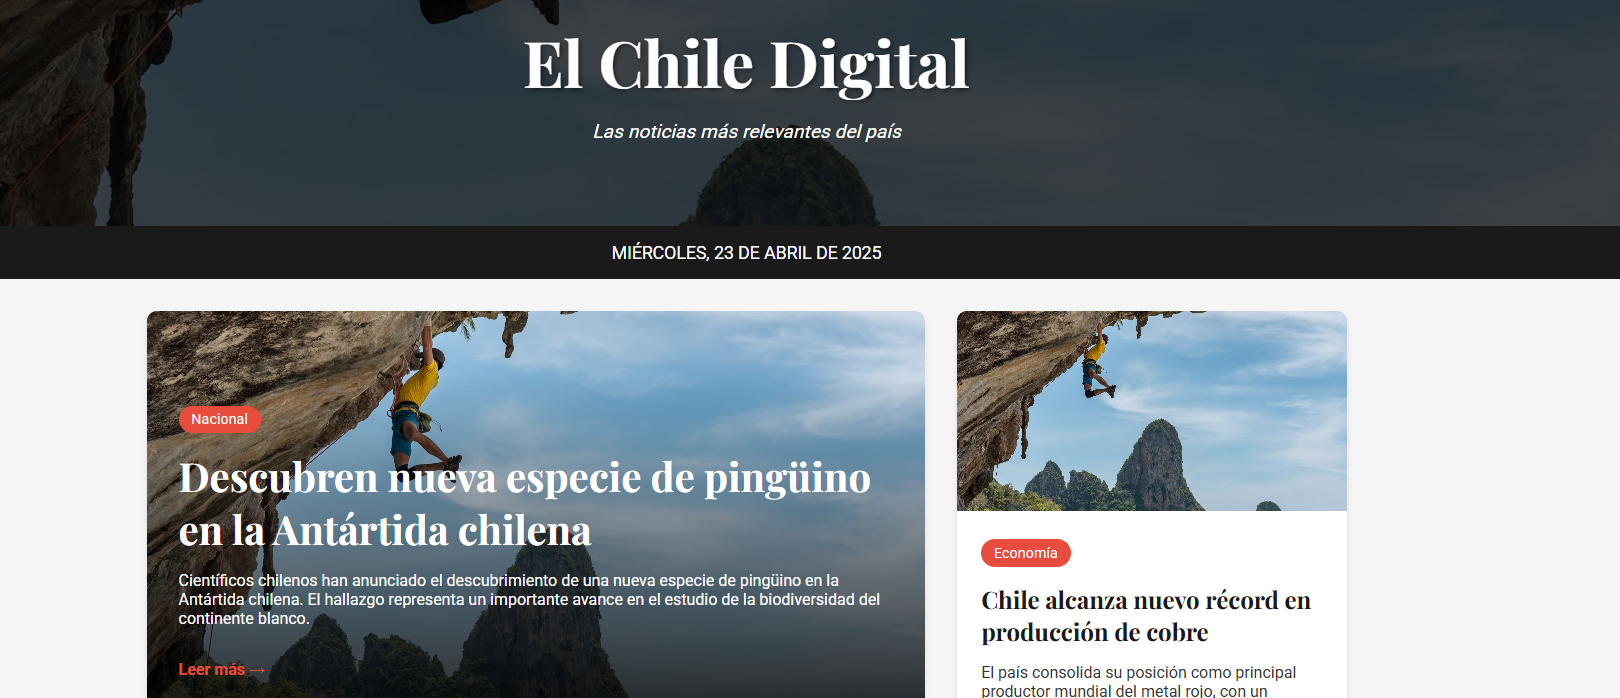 El Chile Digital
Las noticias más relevantes del país
MIÉRCOLES, 23 DE ABRIL DE 2025
Nacional
Descubren nueva especie de pingüino
en la Antártida chilena
Científicos chilenos han anunciado el descubrimiento de una nueva especie de pingüino en la
Antártida chilena. El hallazgo representa un importante avance en el estudio de la biodiversidad del
continente blanco.
Leer más →
Economía
Chile alcanza nuevo récord en
producción de cobre
El país consolida su posición como principal
productor mundial del metal rojo, con un